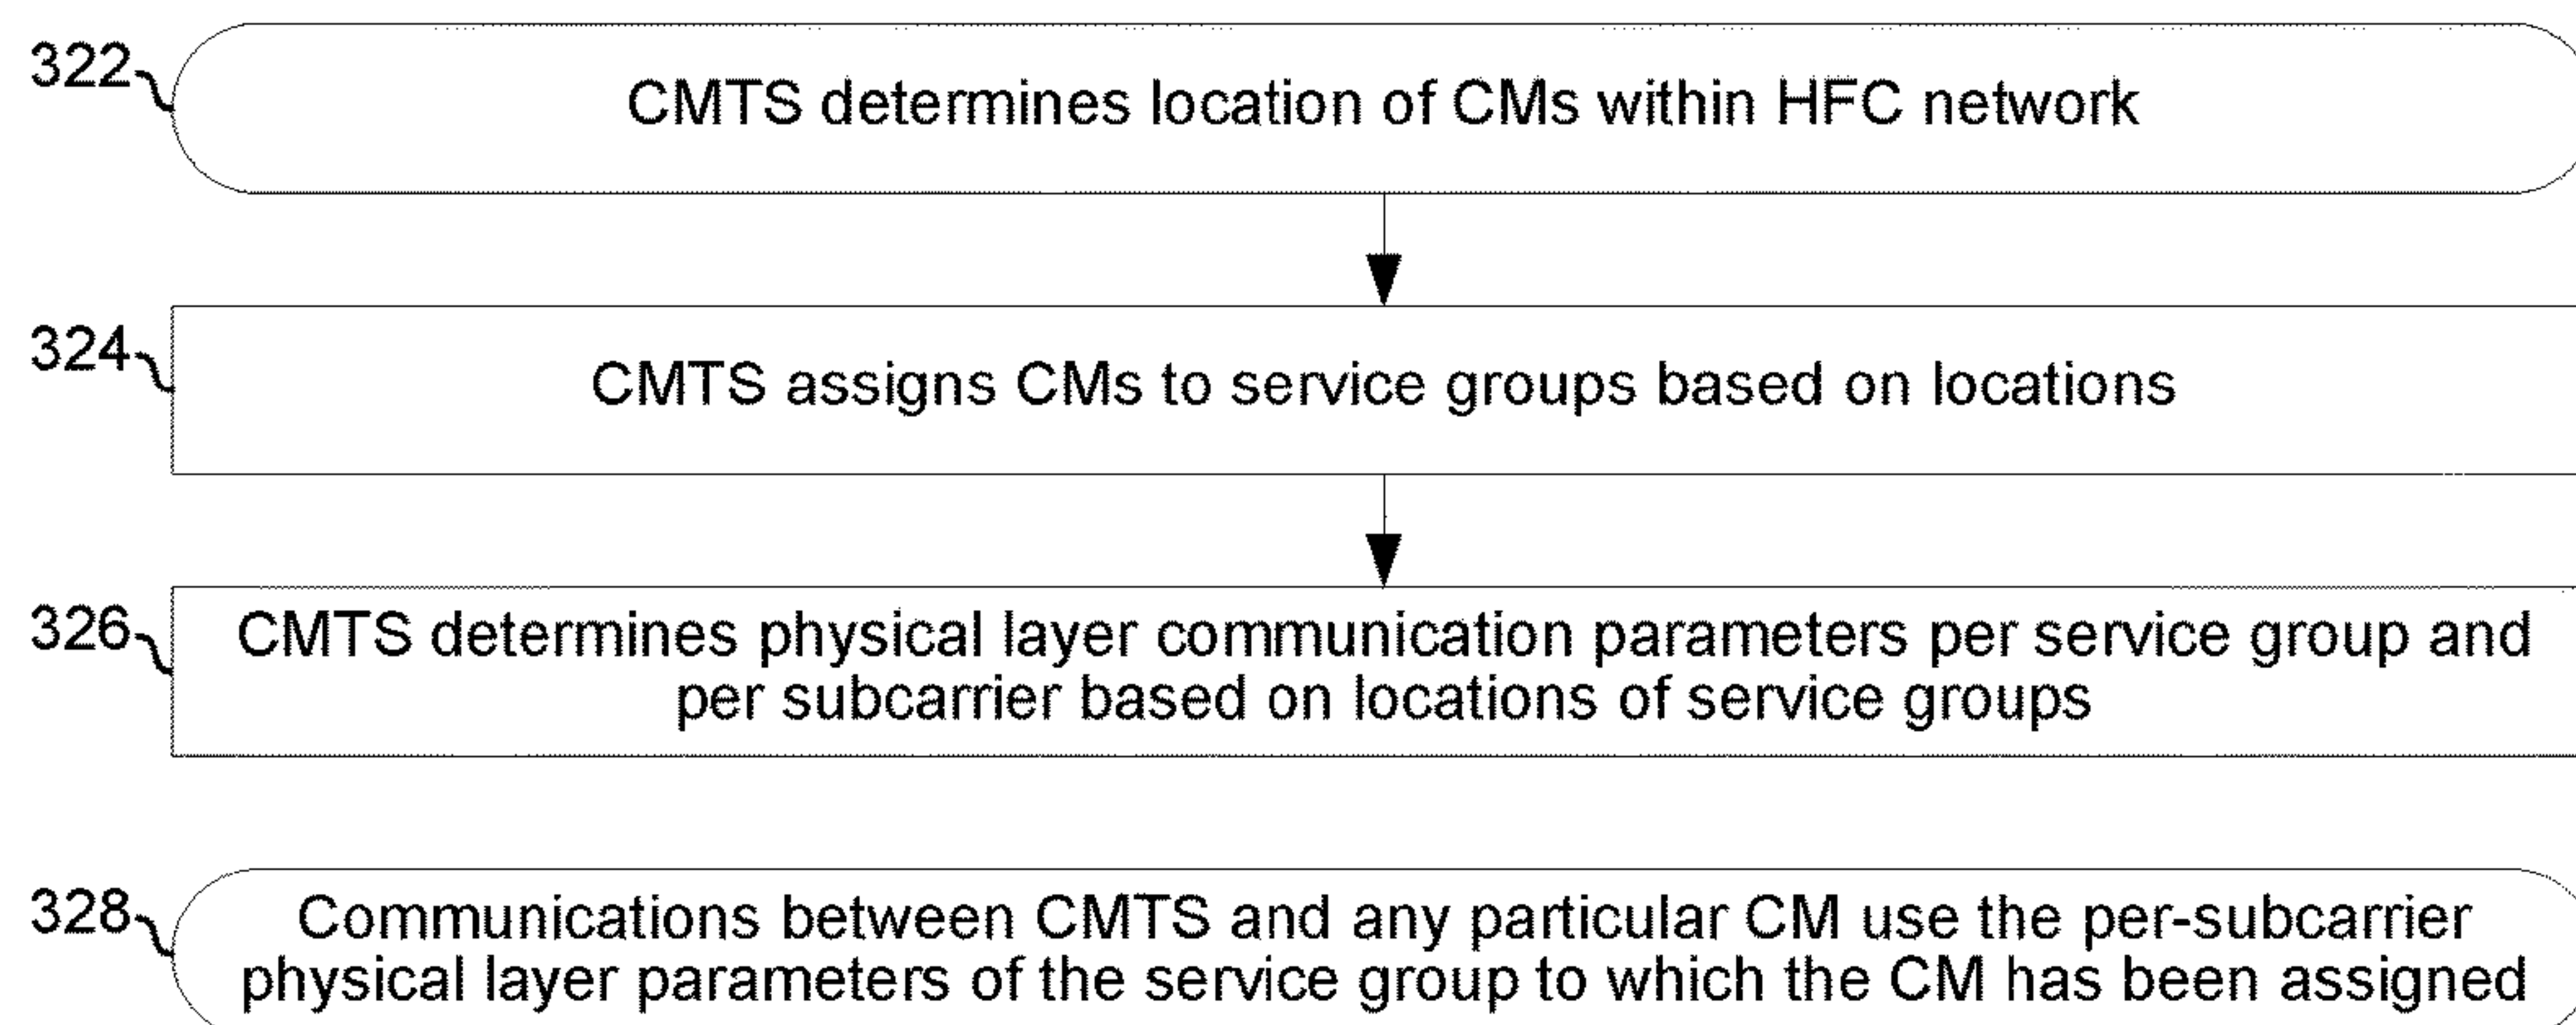 322
CMTS determines location of CMs within HFC network
324
CMTS assigns CMs to service groups based on locations
326
CMTS determines physical layer communication parameters per service group and
per subcarrier based on locations of service groups
328
Communications between CMTS and any particular CM use the per-subcarrier
physical layer parameters of the service group to which the CM has been assigned